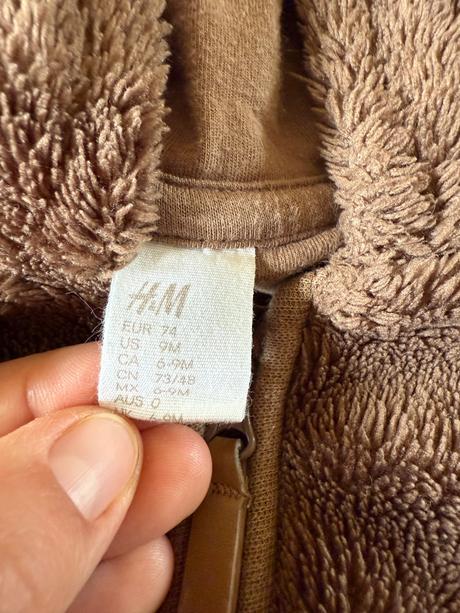 H&M
EUR 74
US 9M
CA 6-9M
CN 73/48
MX 6-9M
AUS 0